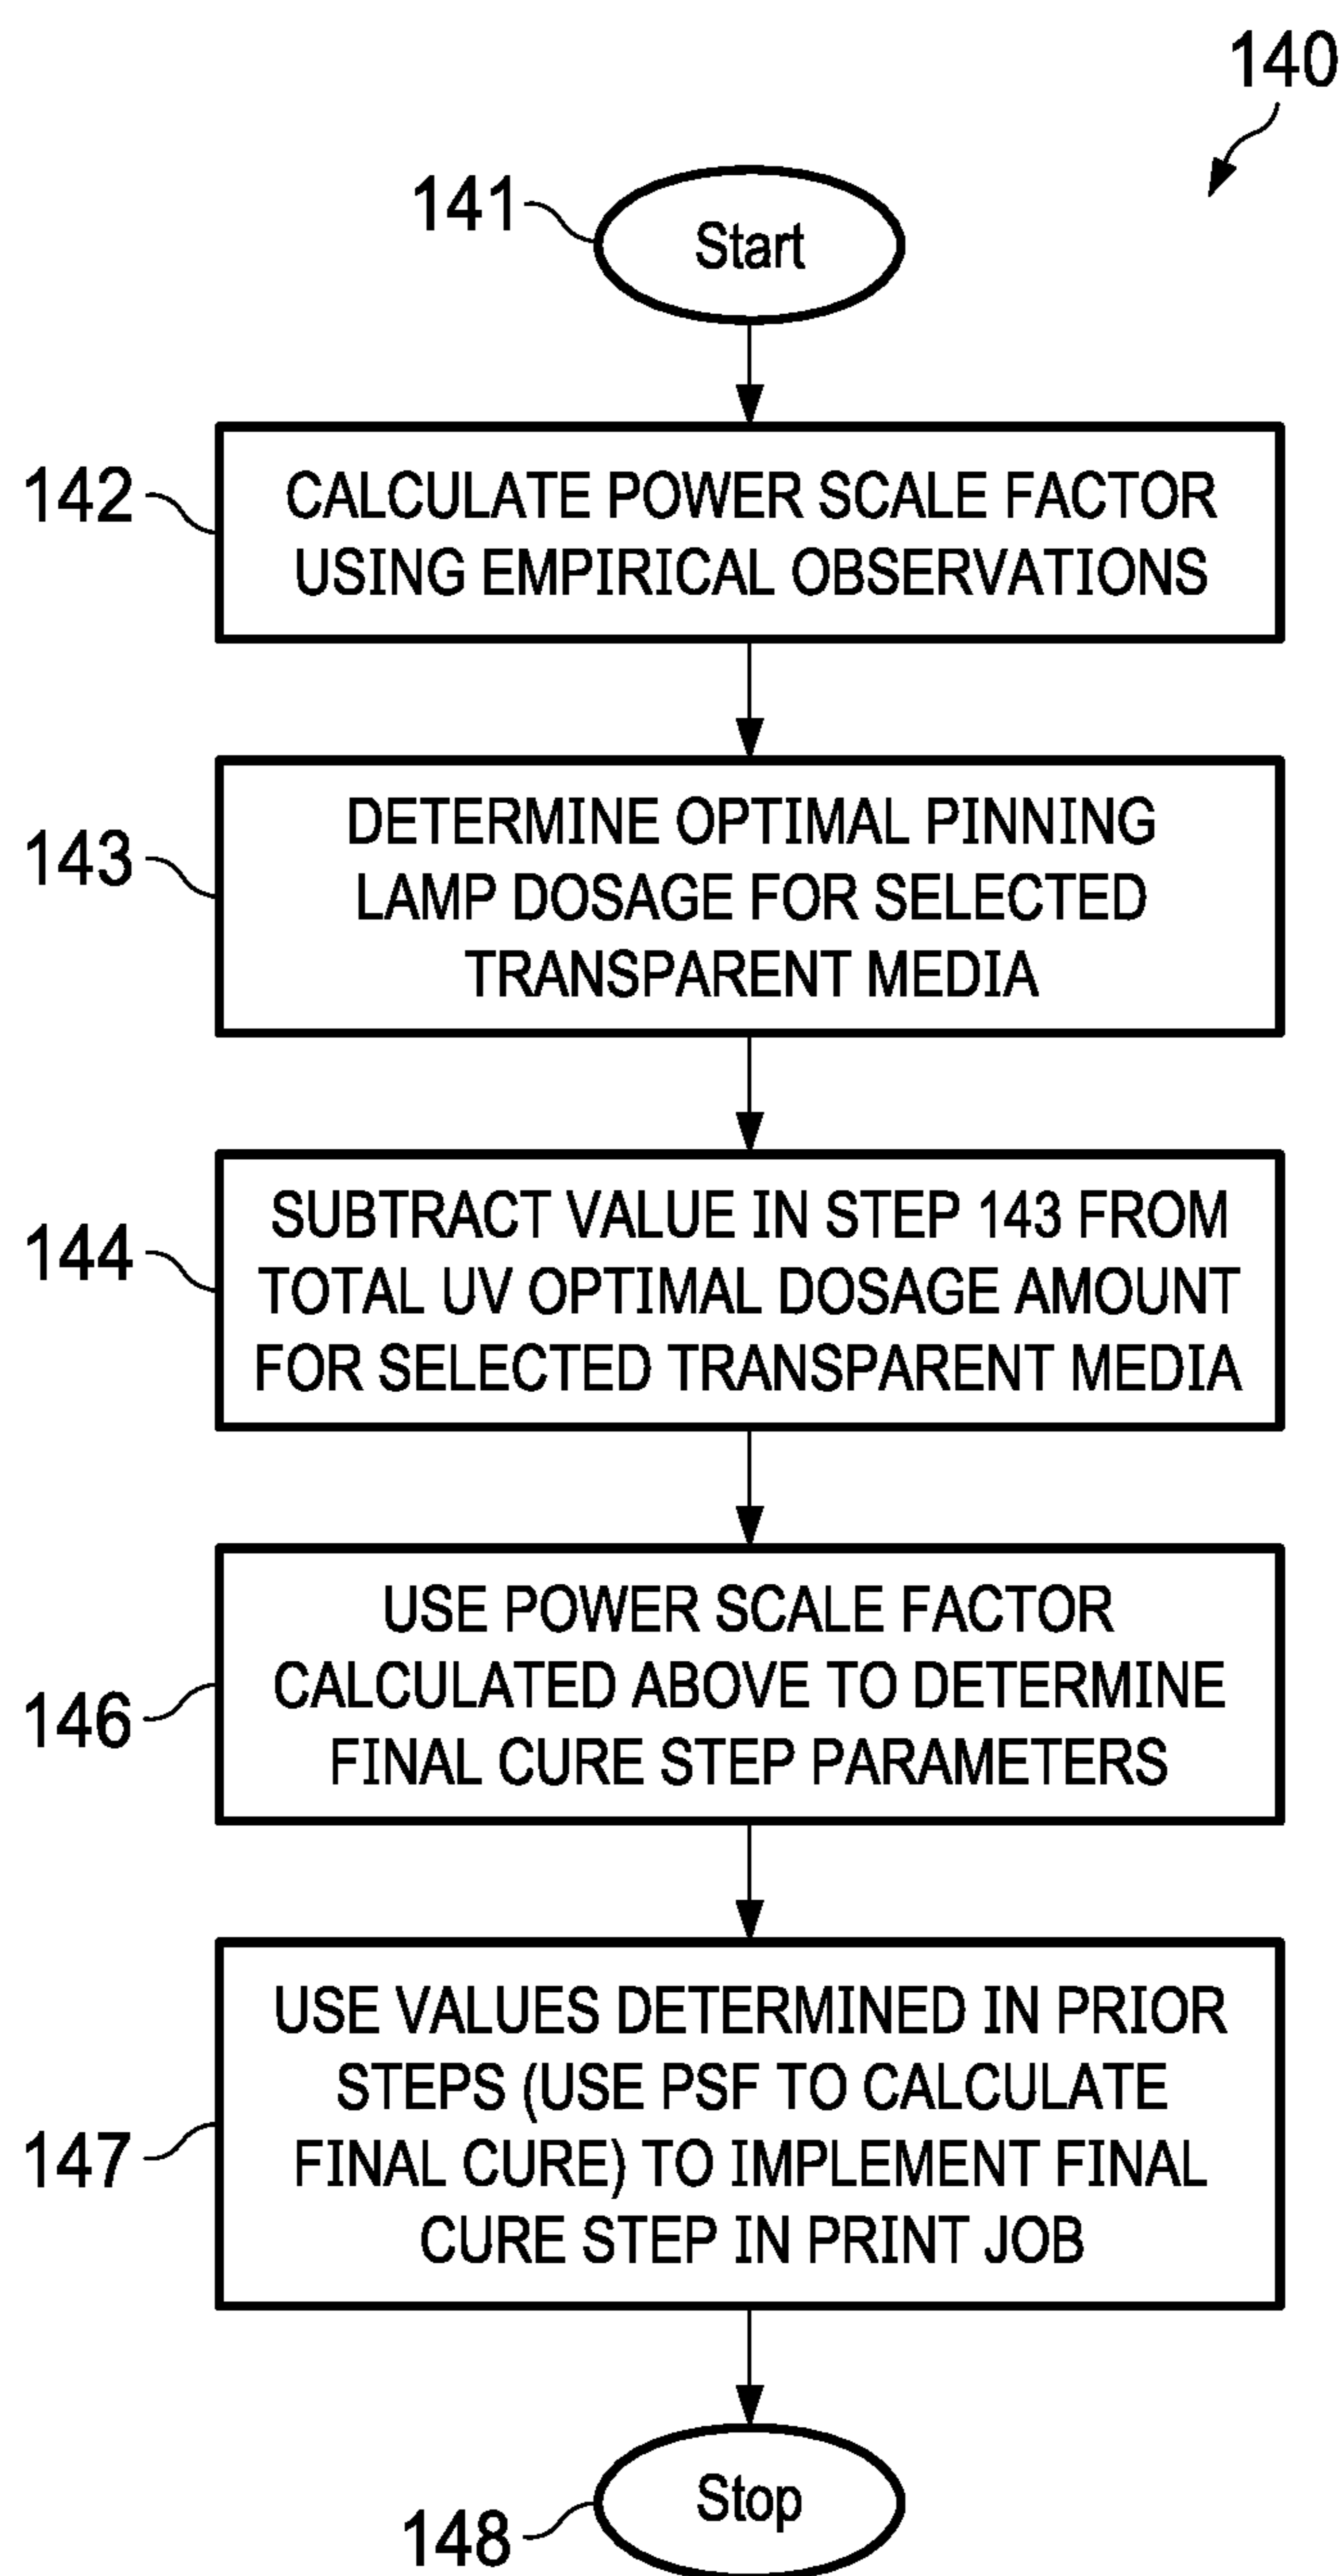 140
141
Start
142
CALCULATE POWER SCALE FACTOR
USING EMPIRICAL OBSERVATIONS
143
DETERMINE OPTIMAL PINNING
LAMP DOSAGE FOR SELECTED
TRANSPARENT MEDIA
144
SUBTRACT VALUE IN STEP 143 FROM
TOTAL UV OPTIMAL DOSAGE AMOUNT
FOR SELECTED TRANSPARENT MEDIA
146
USE POWER SCALE FACTOR
CALCULATED ABOVE TO DETERMINE
FINAL CURE STEP PARAMETERS
147
USE VALUES DETERMINED IN PRIOR
STEPS (USE PSF TO CALCULATE
FINAL CURE) TO IMPLEMENT FINAL
CURE STEP IN PRINT JOB
148
Stop